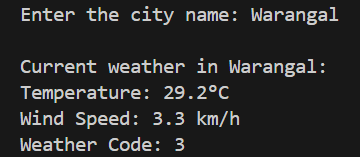 Enter the city name: Warangal
Current weather in Warangal:
Temperature: 29.2°C
Wind Speed: 3.3 km/h
Weather Code: 3